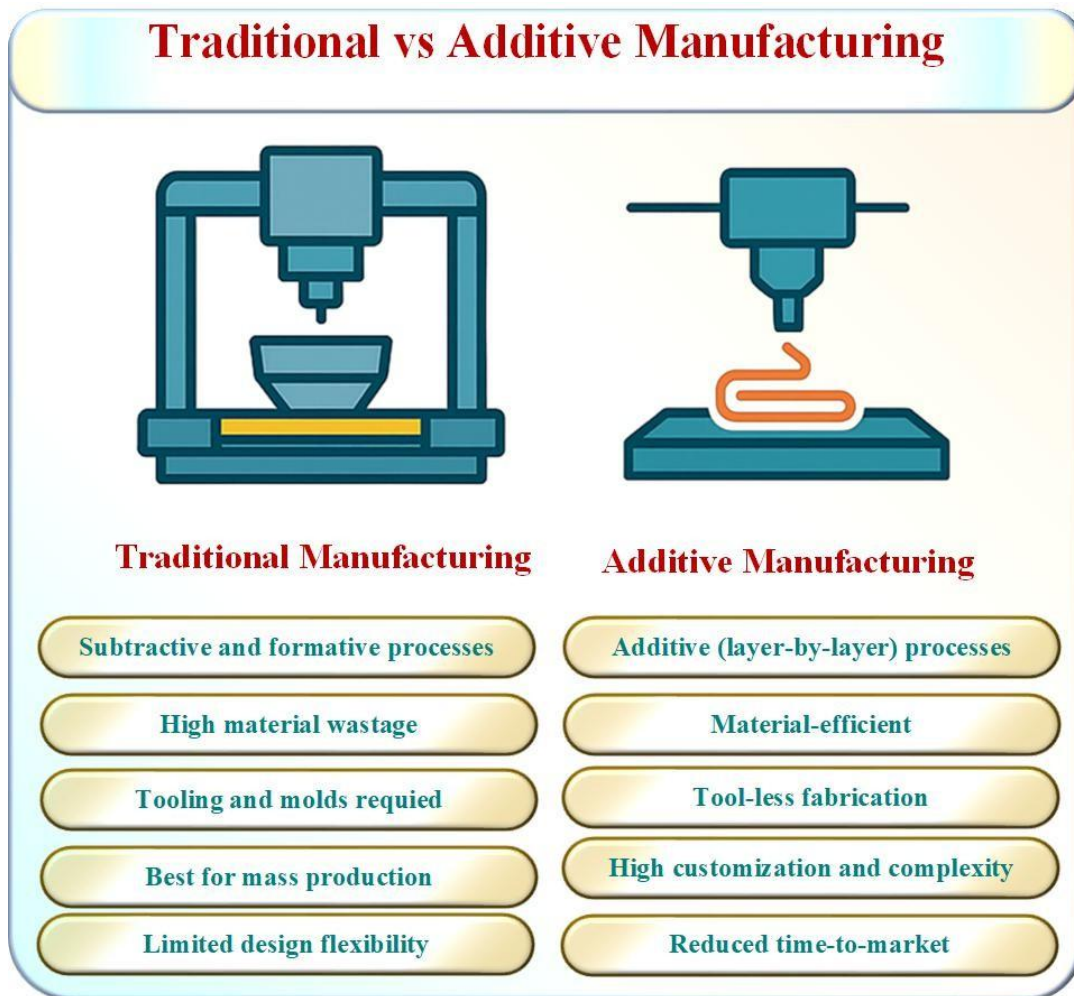 Traditional vs Additive Manufacturing
Traditional Manufacturing
Subtractive and formative processes
High material wastage
Tooling and molds requied
Best for mass production
Limited design flexibility
Additive Manufacturing
Additive (layer-by-layer) processes
Material-efficient
Tool-less fabrication
High customization and complexity
Reduced time-to-market